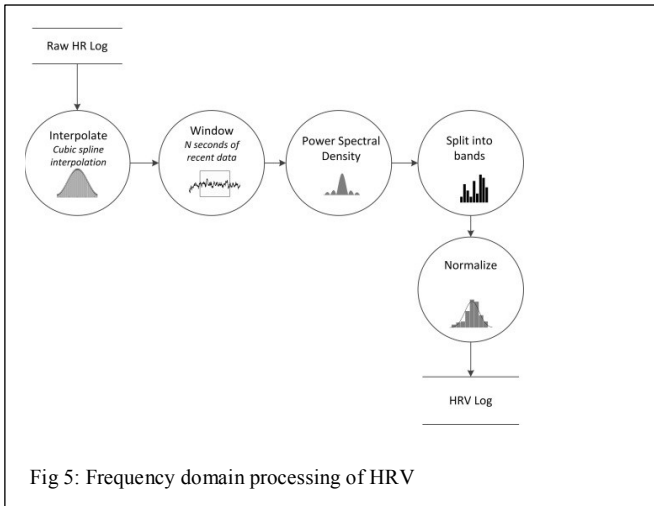 Raw HR Log
Interpolate
Cubic spline
interpolation
Window
N seconds of
recent data
Power Spectral
Density
Split into
bands
Normalize
HRV Log
Fig 5: Frequency domain processing of HRV